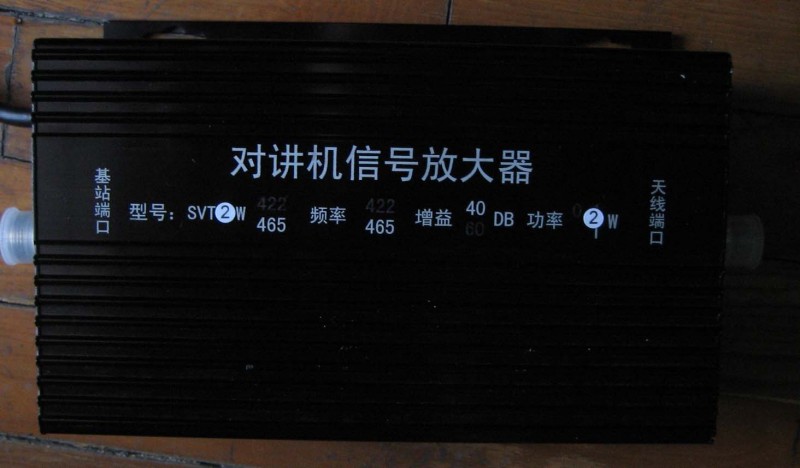 对讲机信号放大器
基站端口
型号：SVT②W 422 465 频率 422 465 增益 40 60 DB 功率 ② W
天线端口